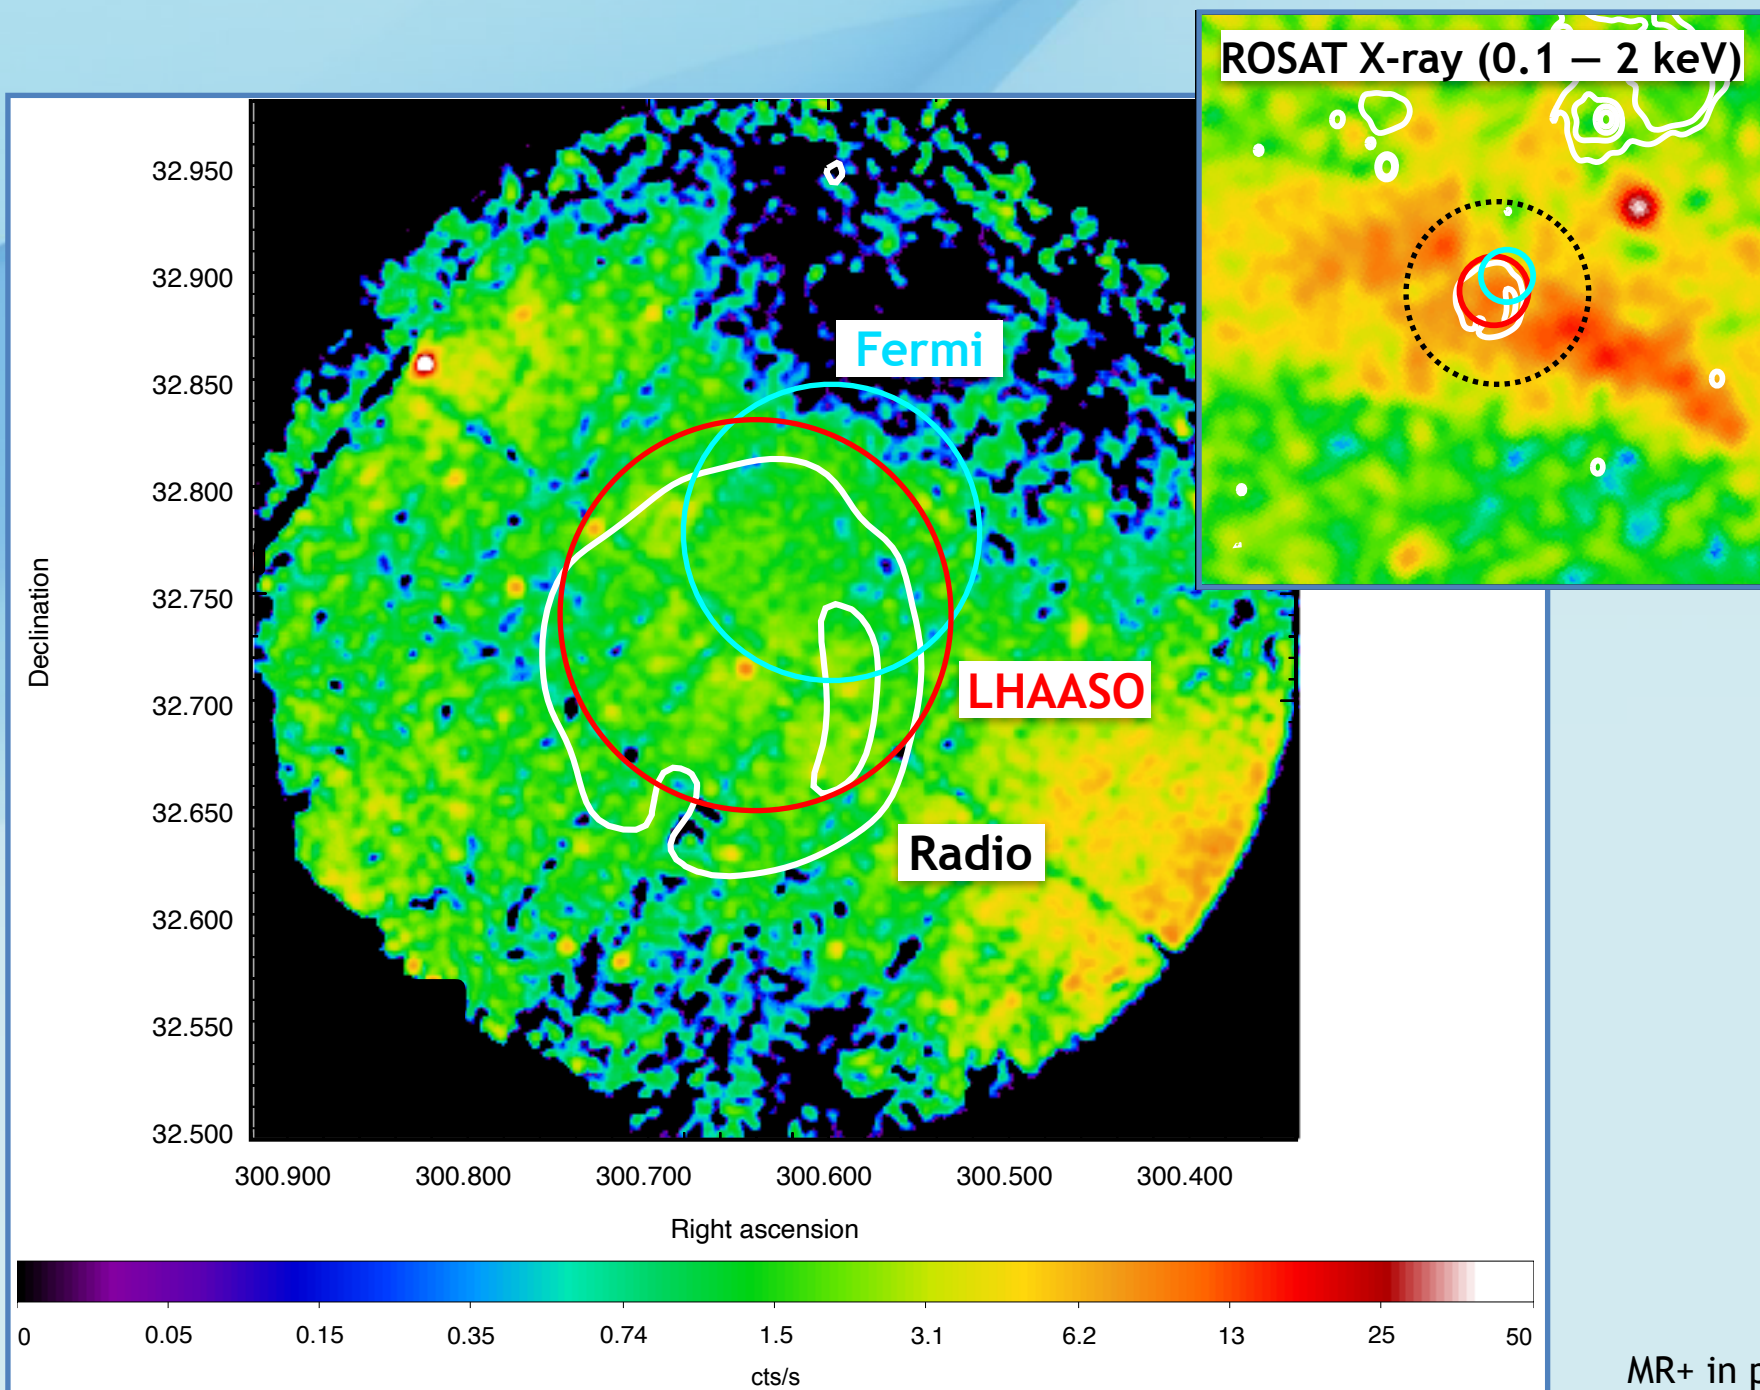 ROSAT X-ray (0.1 – 2 keV)
32.950
32.900
32.850
32.800
32.750
32.700
32.650
32.600
32.550
32.500
Declination
Fermi
LHAASO
Radio
300.900 300.800 300.700 300.600 300.500 300.400
Right ascension
0 0.05 0.15 0.35 0.74 1.5 3.1 6.2 13 25 50
cts/s
MR+ in